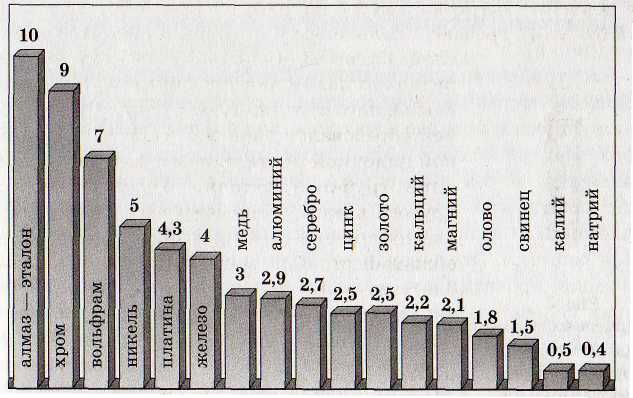 10
алмаз — эталон
9
хром
7
вольфрам
5
никель
4,3
платина
4
железо
медь
3
алюминий
2,9
серебро
2,7
цинк
2,5
золото
2,5
кальций
2,2
магний
2,1
олово
1,8
свинец
1,5
калий
0,5
натрий
0,4